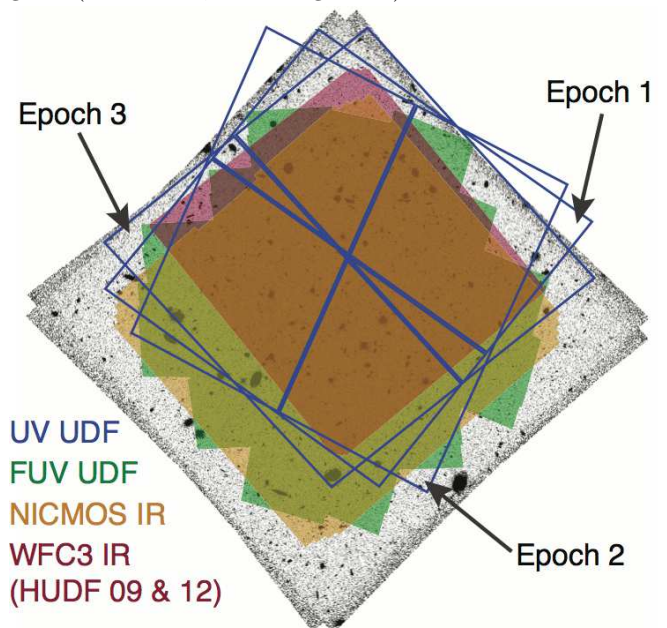 Epoch 1
Epoch 3
UV UDF
FUV UDF
NICMOS IR
WFC3 IR
(HUDF 09 & 12)
Epoch 2